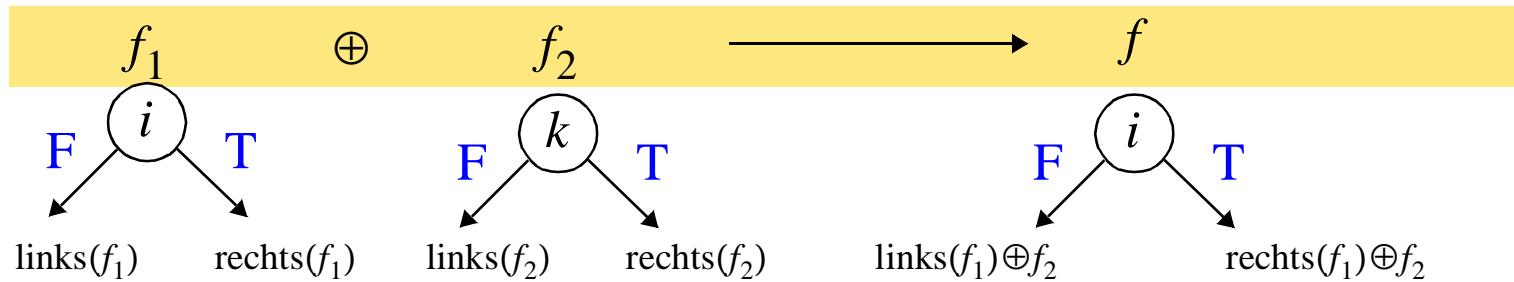 f₁ ⊕ f₂ f
i k i
F T F T F T
links(f₁) rechts(f₁) links(f₂) rechts(f₂) links(f₁)⊕f₂ rechts(f₁)⊕f₂